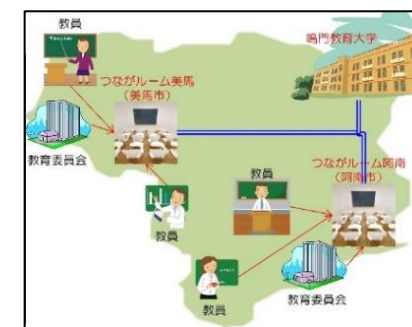 教員
鳴門教育大学
つながルーム美馬
（美馬市）
教育委員会
つながルーム阿南
（阿南市）
教員
教員
教員
教育委員会